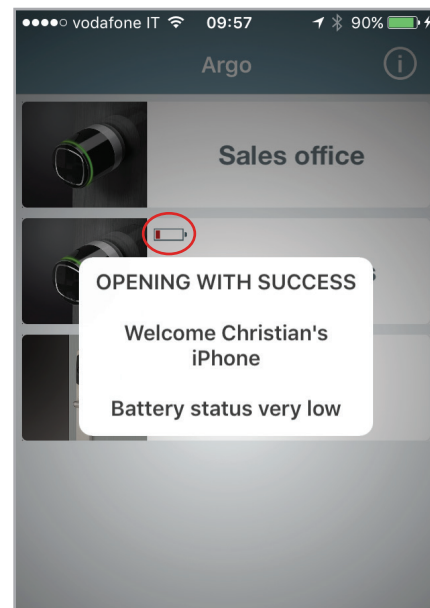 vodafone IT 09:57 90%
Argo
Sales office
OPENING WITH SUCCESS
Welcome Christian's
iPhone
Battery status very low